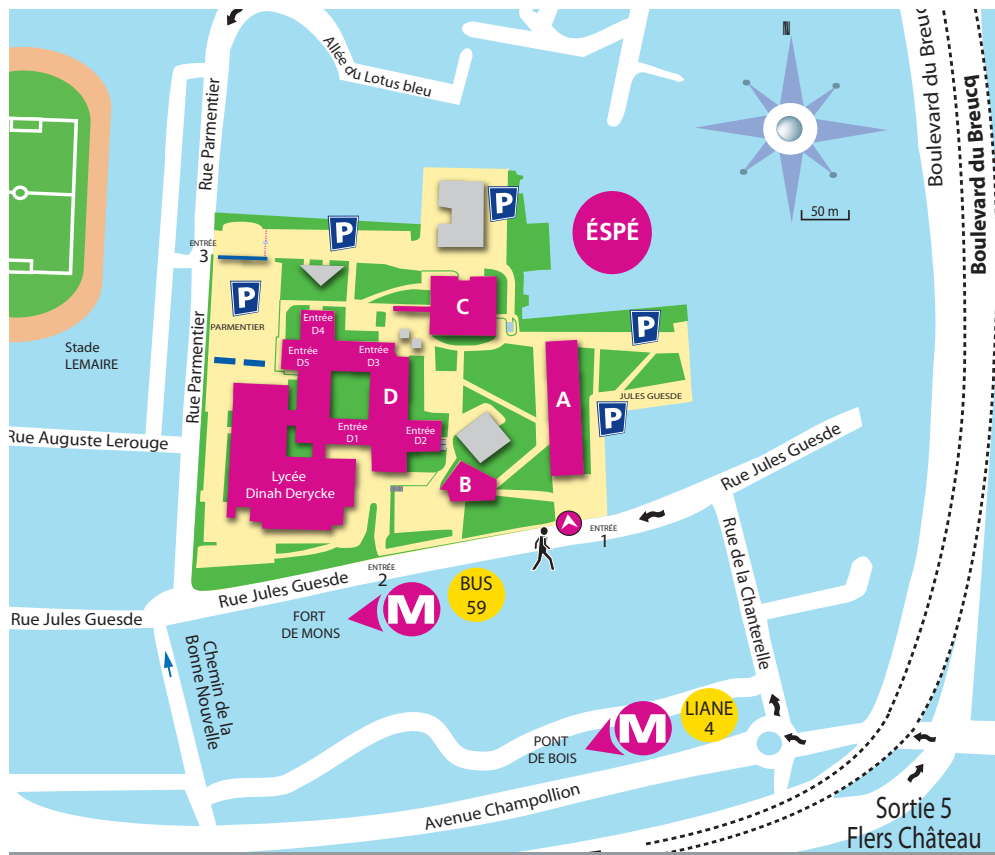 N
50 m
Boulevard du Breucq
Boulevard du Breucq
Allée du Lotus bleu
Rue Parmentier
P
P
ÉSPÉ
ENTRÉE
3
P
PARMENTIER
C
P
Stade
LEMAIRE
Rue Parmentier
Entrée
D4
Entrée
D5
Entrée
D3
D
A
JULES GUESDE
P
Entrée
D1
Entrée
D2
Rue Auguste Lerouge
Lycée
Dinah Derycke
B
Rue Jules Guesde
ENTRÉE
1
Rue de la Chanterelle
ENTRÉE
2
Rue Jules Guesde
BUS
59
M
FORT
DE MONS
Rue Jules Guesde
Chemin de la
Bonne Nouvelle
LIANE
4
M
PONT
DE BOIS
Avenue Champollion
Sortie 5
Flers Château